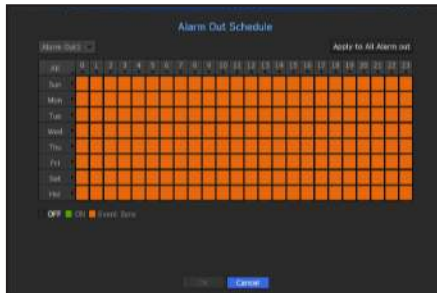 Alarm Out Schedule
Alarm Out1
Apply to All Alarm out
All 0 1 2 3 4 5 6 7 8 9 10 11 12 13 14 15 16 17 18 19 20 21 22 23
Sun
Mon
Tue
Wed
Thu
Fri
Sat
Hol
OFF ON Event Sync
OK Cancel